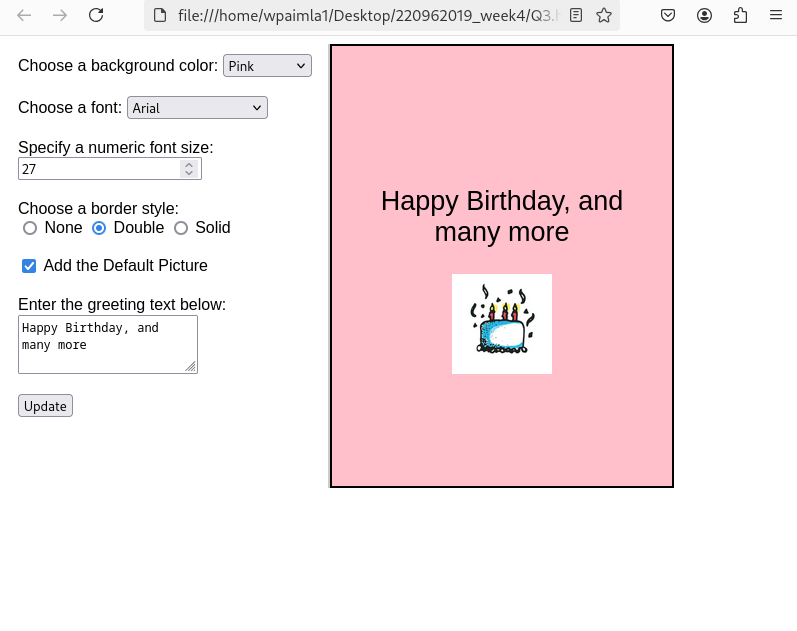 file:///home/wpaimla1/Desktop/220962019_week4/Q3.h
Choose a background color: Pink
Choose a font: Arial
Specify a numeric font size:
27
Choose a border style:
None Double Solid
Add the Default Picture
Enter the greeting text below:
Happy Birthday, and
many more
Update
Happy Birthday, and
many more